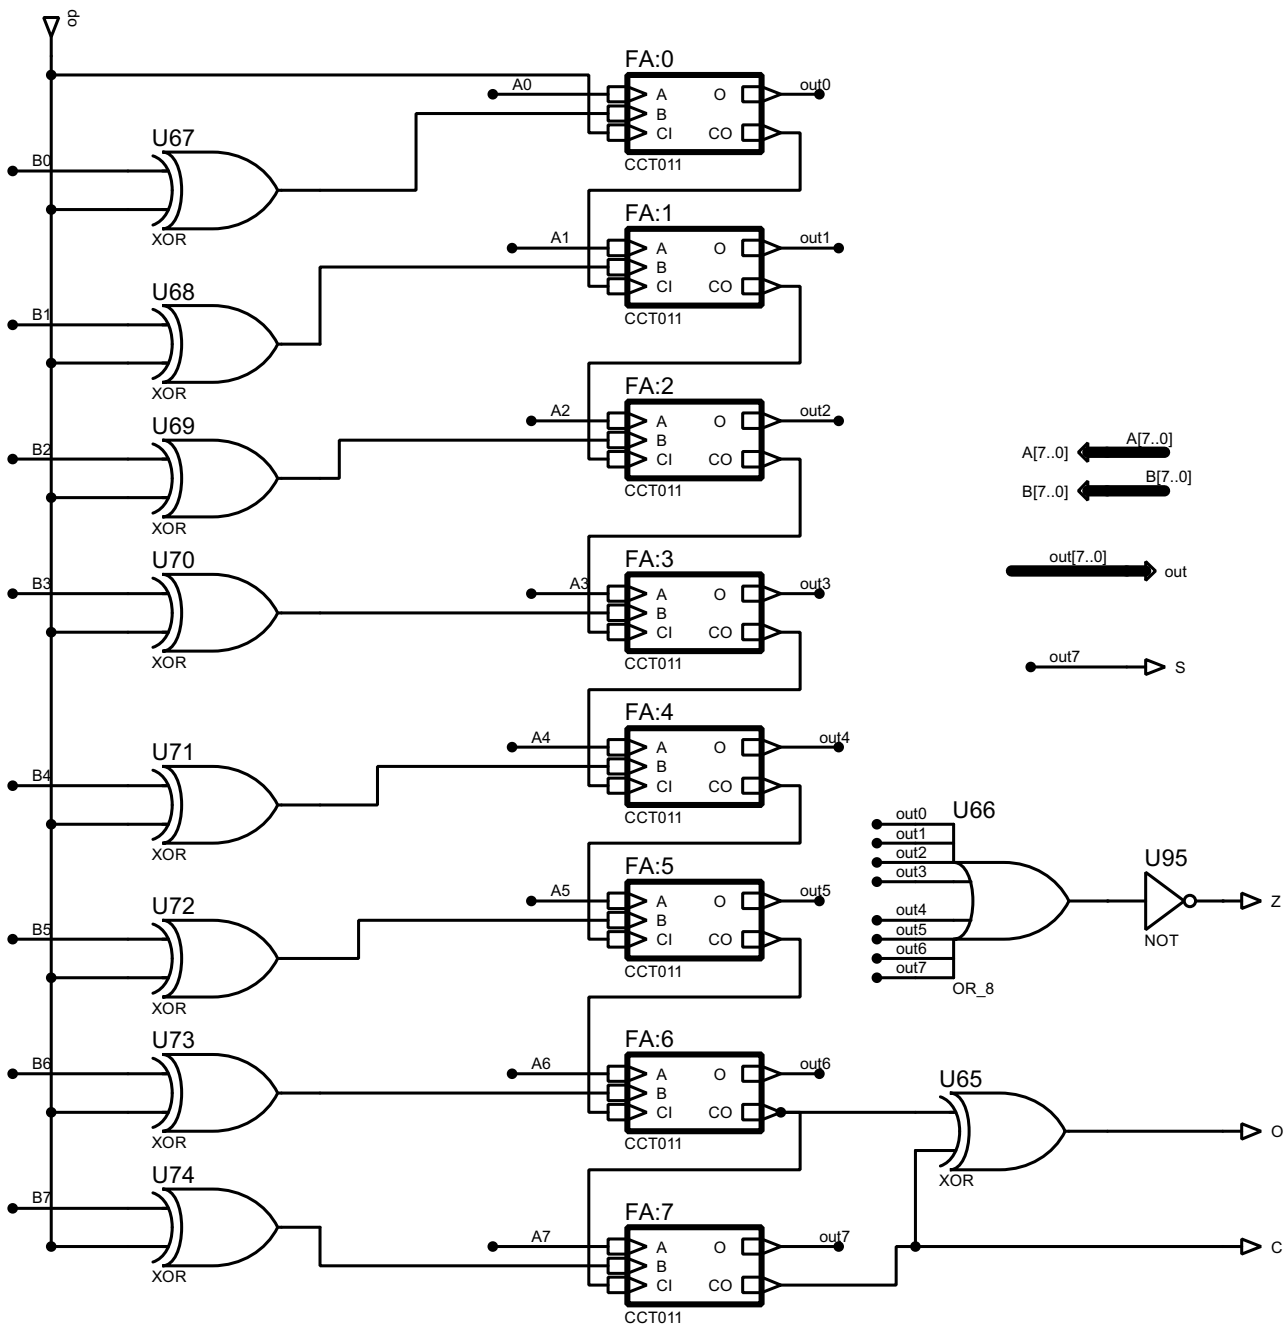 op
FA:0
A0
A
B
CI
O
CO
out0
CCT011
U67
B0
XOR
FA:1
A1
A
B
CI
O
CO
out1
CCT011
U68
B1
XOR
FA:2
A2
A
B
CI
O
CO
out2
CCT011
U69
B2
XOR
A[7..0]
A[7..0]
B[7..0]
B[7..0]
FA:3
A3
A
B
CI
O
CO
out3
CCT011
U70
B3
XOR
out[7..0]
out
out7
S
FA:4
A4
A
B
CI
O
CO
out4
CCT011
U71
B4
XOR
FA:5
A5
A
B
CI
O
CO
out5
CCT011
U72
B5
XOR
out0
out1
out2
out3
out4
out5
out6
out7
U66
OR_8
U95
NOT
Z
FA:6
A6
A
B
CI
O
CO
out6
CCT011
U73
B6
XOR
U65
XOR
O
FA:7
A7
A
B
CI
O
CO
out7
CCT011
U74
B7
XOR
C